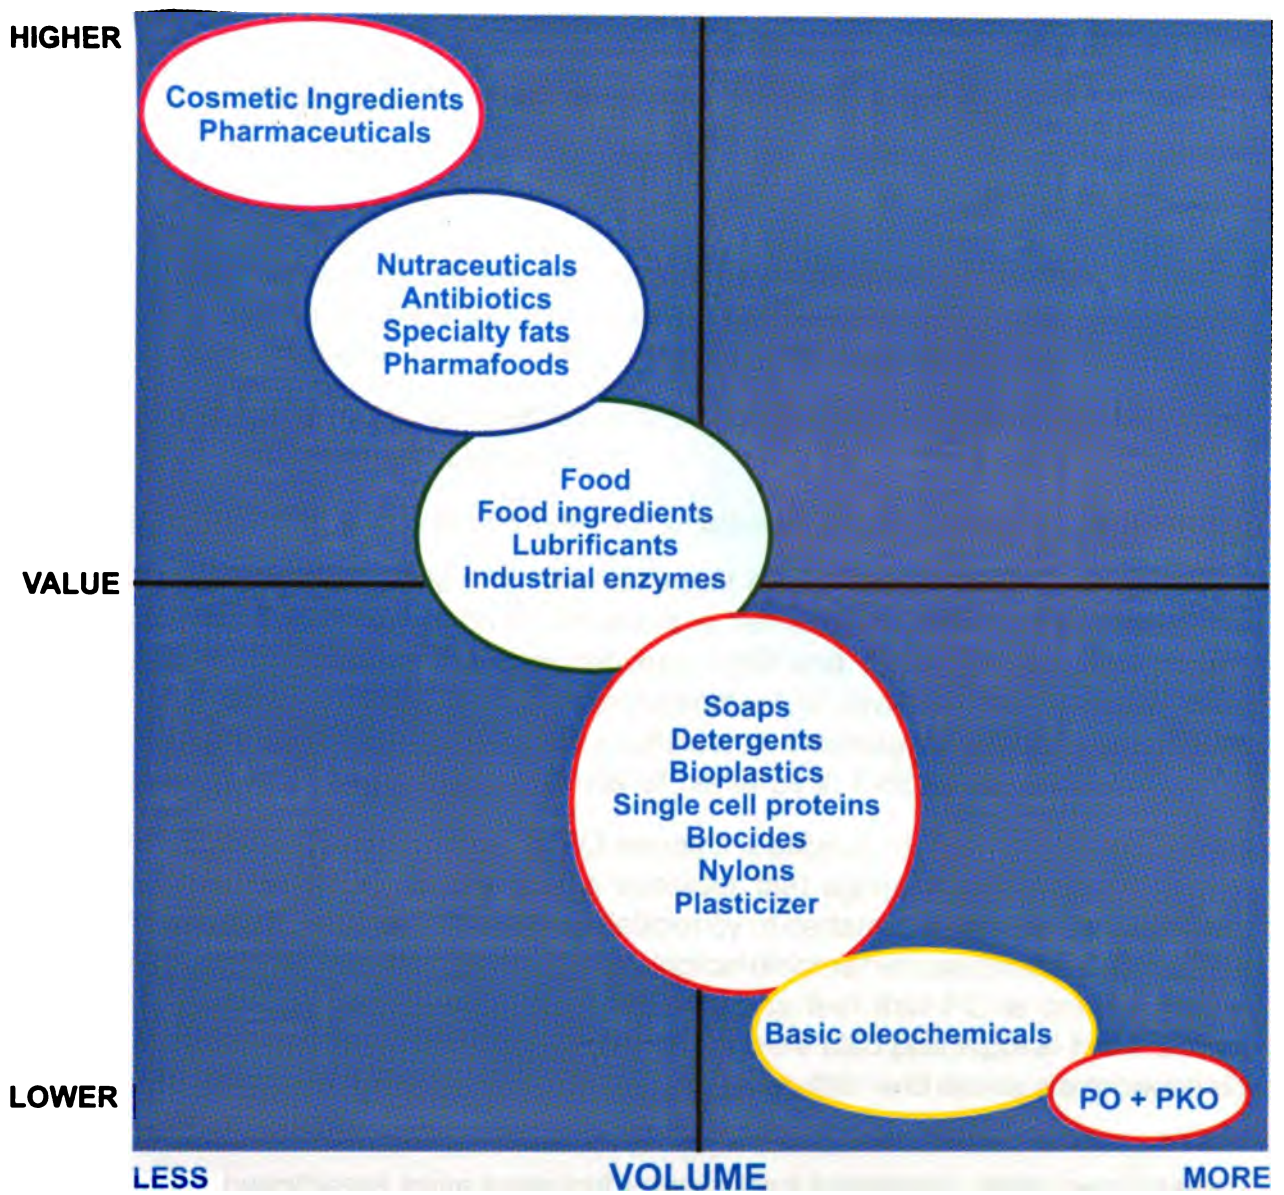 HIGHER
Cosmetic Ingredients
Pharmaceuticals
Nutraceuticals
Antibiotics
Specialty fats
Pharmafoods
Food
Food ingredients
Lubrificants
Industrial enzymes
VALUE
Soaps
Detergents
Bioplastics
Single cell proteins
Blocides
Nylons
Plasticizer
Basic oleochemicals
PO + PKO
LOWER
LESS VOLUME MORE